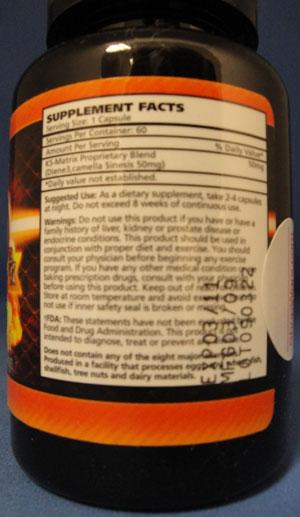 SUPPLEMENT FACTS
Serving Size: 1 Capsule
Servings Per Container: 60
Amount Per Serving % Daily Value*
KS-Matrix Proprietary Blend 50mg
(Diene3,camella Sinesis 50mg)
*Daily value not established.
Suggested Use: As a dietary supplement, take 2-4 capsules
at night. Do not exceed 8 weeks of continuous use.
Warnings: Do not use this product if you have or have a
family history of liver, kidney or prostate disease or
endocrine conditions. This product should be used in
conjunction with proper diet and exercise. You should
consult your physician before beginning any exercise
program. If you have any other medical condition or
taking prescription drugs, consult with your physician
before using this product. Keep out of
Store at room temperature and avoid
not use if inner safety seal is broken or
†FDA: These statements have not been
Food and Drug Administration. This
intended to diagnose, treat or prevent
Does not contain any of the eight major
Produced in a facility that processes
shellfish, tree nuts and dairy materials.
EXP03/11
MFG03/09
LOT090322